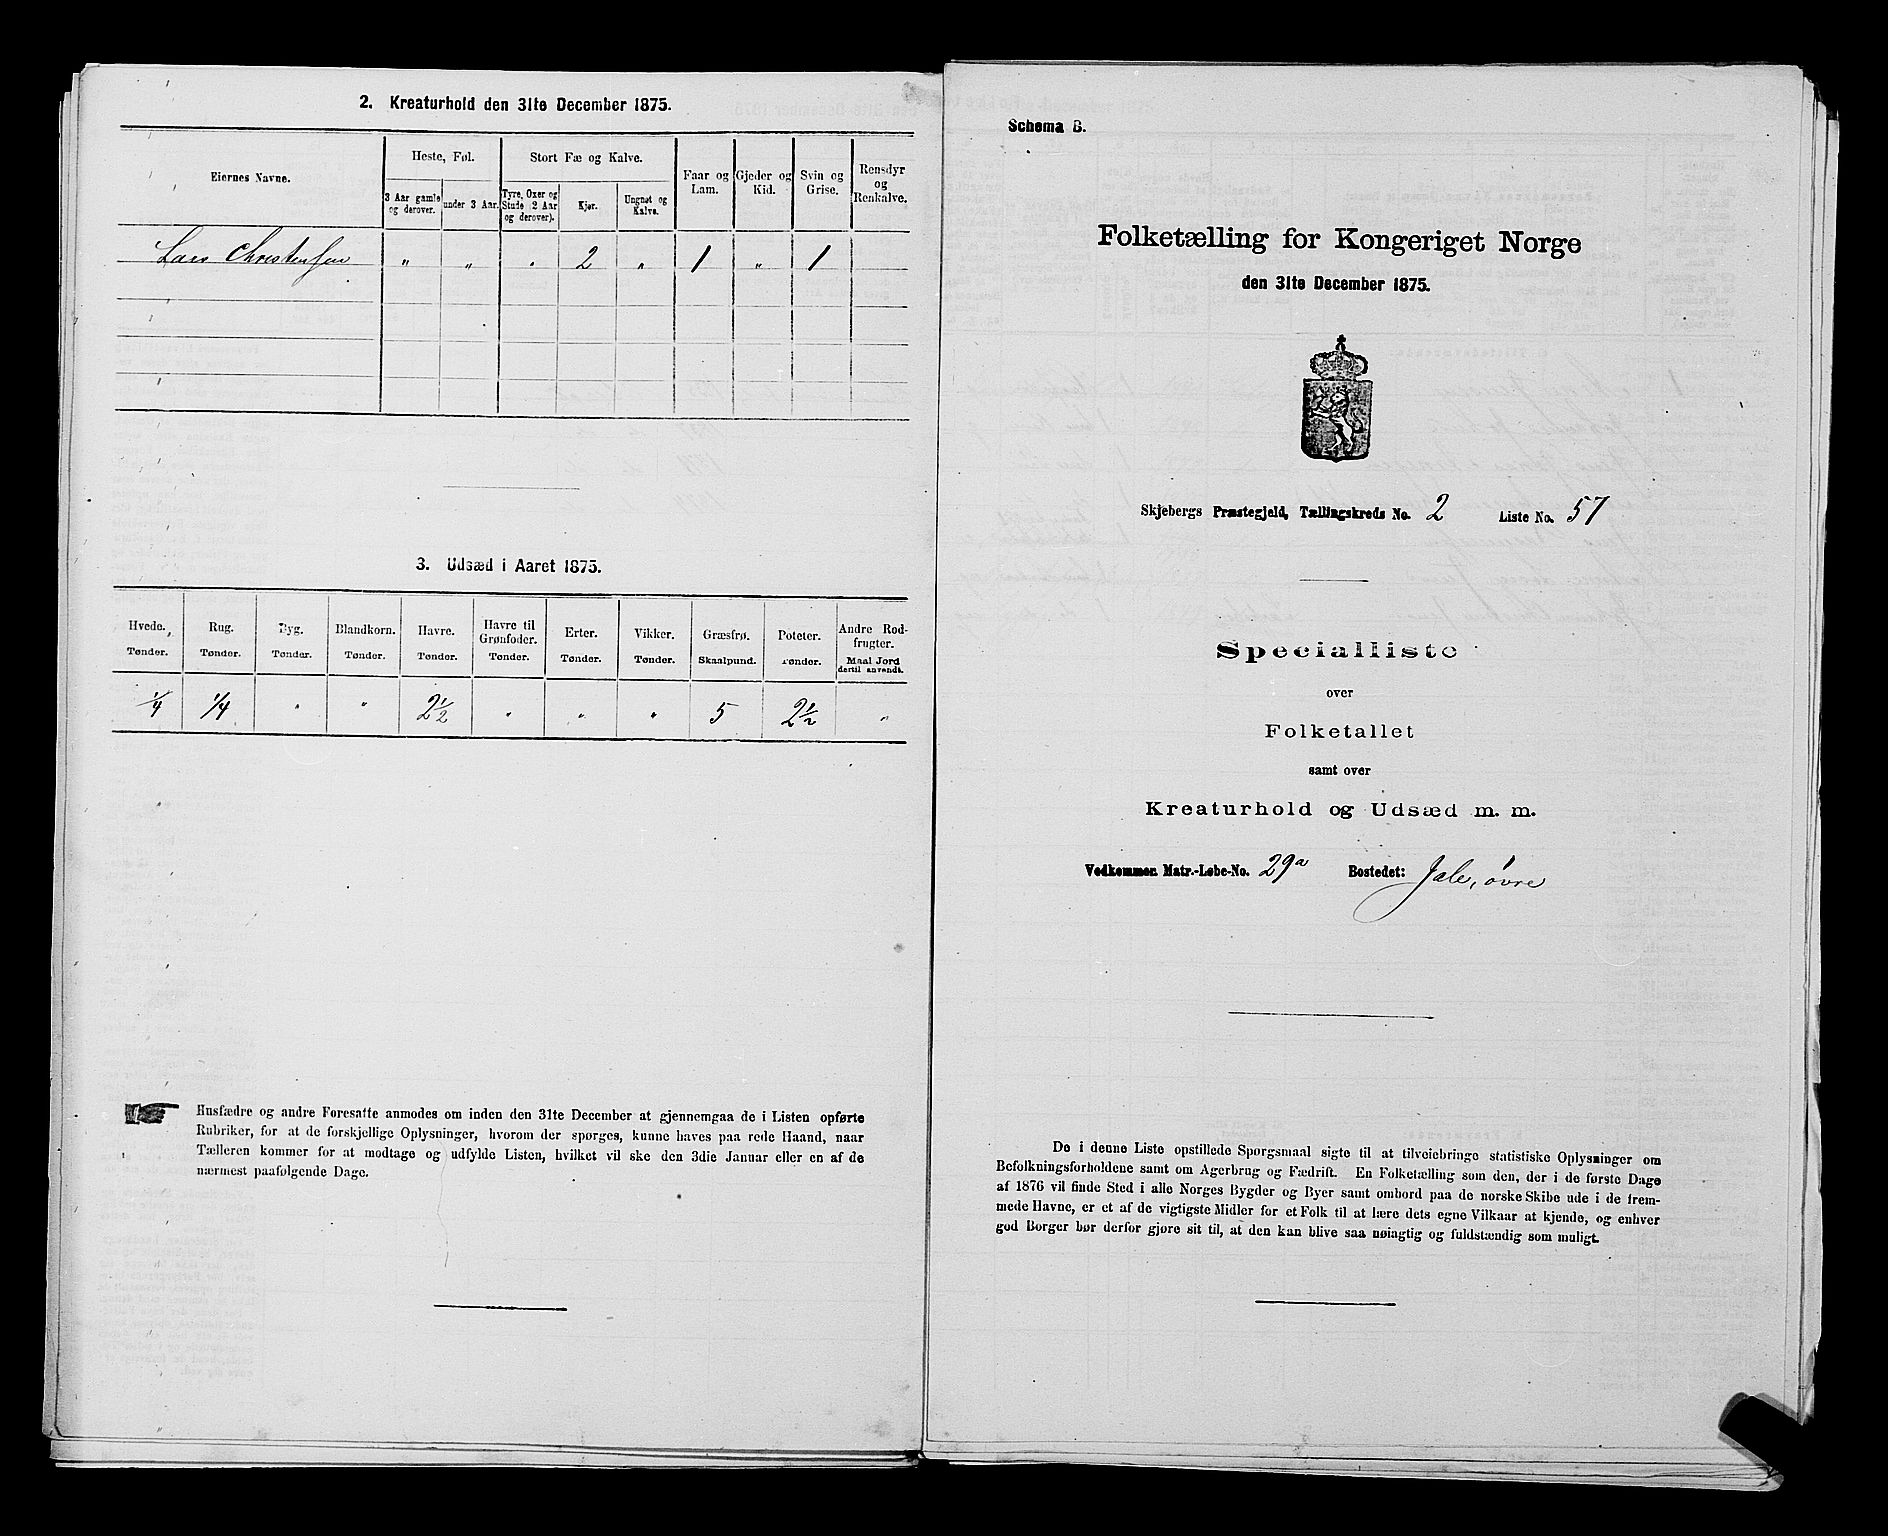 2. Kreaturhold den 31te December 1875.
Eiernes Navne.
Heste, Føl.
Stort Fæ og Kalve.
Faar og Lam.
Gjeder og Kid.
Svin og Grise.
Rensdyr og Renkalve.
3 Aar gamle og derover.
under 3 Aar.
Tyre, Oxer og Stude 2 Aar og derover).
Kjør.
Ungnøt og Kalve.
Lars Christensen " " " 2 " 1 " 1
3. Udsæd i Aaret 1875.
Hvede. Rug. Byg. Blandkorn. Havre. Havre til Grønfoder. Erter. Vikker. Græsfrø. Poteter. Andre Rodfrugter.
Tønder. Tønder. Tønder. Tønder. Tønder. Tønder. Tønder. Tønder. Skaalpund. Tønder. Maal Jord dertil anvendt.
1/4 1/4 " " 2 1/2 " " " 5 2 1/2 "
Husfædre og andre Foresatte anmodes om inden den 31te December at gjennemgaa de i Listen opførte
Rubriker, for at de forskjellige Oplysninger, hvorom der spørges, kunne haves paa rede Haand, naar
Tælleren kommer for at modtage og udfylde Listen, hvilket vil ske den 3die Januar eller en af de
nærmest paafølgende Dage.
Schema B.
Folketælling for Kongeriget Norge
den 31te December 1875.
Skjebergs Præstegjeld, Tællingskreds No. 2 Liste No. 57
Specialliste
over
Folketallet
samt over
Kreaturhold og Udsæd m. m.
Vedkommen. Matr.-Løbe-No. 29a Bostedet: Jale, øvre
De i denne Liste opstillede Spørgsmaal sigte til at tilveiebringe statistiske Oplysninger om
Befolkningsforholdene samt om Agerbrug og Fædrift. En Folketælling som den, der i de første Dage
af 1876 vil finde Sted i alle Norges Bygder og Byer samt ombord paa de norske Skibe ude i de frem-
mede Havne, er et af de vigtigste Midler for et Folk til at lære dets egne Vilkaar at kjende, og enhver
god Borger bør derfor gjøre sit til, at den kan blive saa nøiagtig og fuldstændig som muligt.